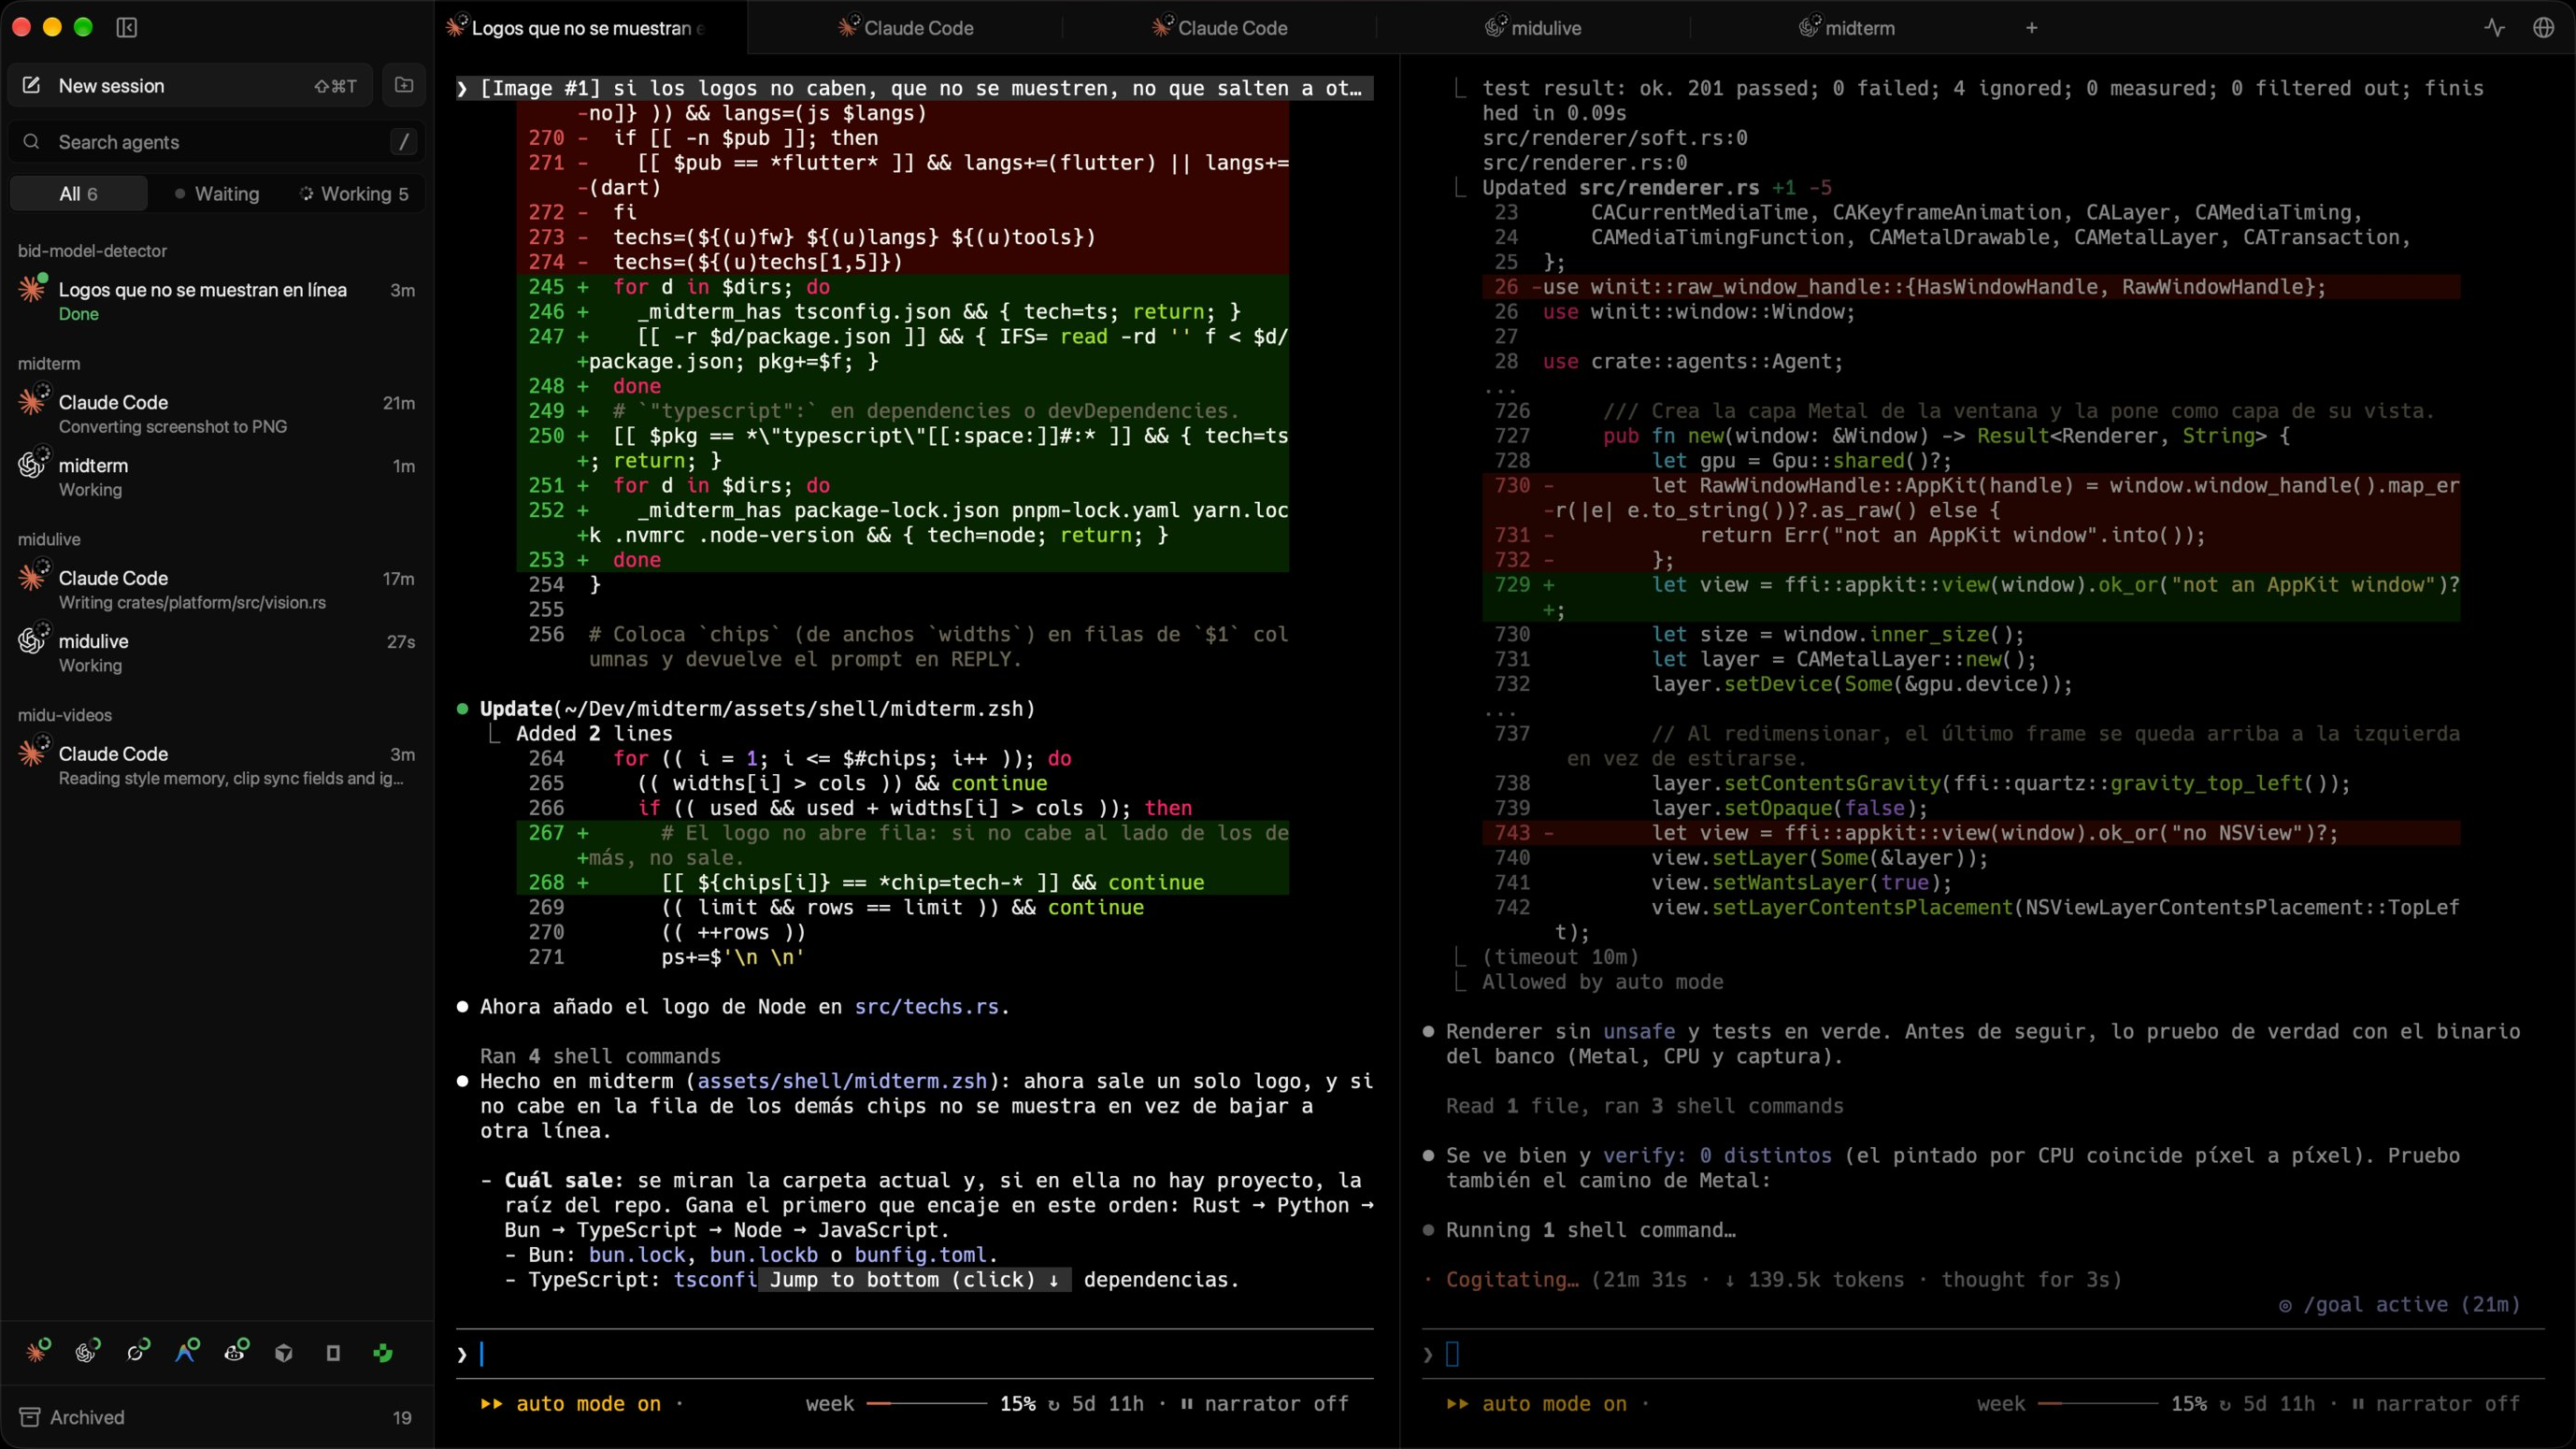 Logos que no se muestran e
Claude Code
Claude Code
midulive
midterm
+
New session ⇧⌘T
Search agents /
All 6
Waiting
Working 5
bid-model-detector
Logos que no se muestran en línea 3m
Done
midterm
Claude Code 21m
Converting screenshot to PNG
midterm 1m
Working
midulive
Claude Code 17m
Writing crates/platform/src/vision.rs
midulive 27s
Working
midu-videos
Claude Code 3m
Reading style memory, clip sync fields and ig...
Archived 19
❯ [Image #1] si los logos no caben, que no se muestren, no que salten a ot…
-no]} )) && langs=(js $langs)
270 - if [[ -n $pub ]]; then
271 - [[ $pub == *flutter* ]] && langs+=(flutter) || langs+=
-(dart)
272 - fi
273 - techs=(${(u)fw} ${(u)langs} ${(u)tools})
274 - techs=(${(u)techs[1,5]})
245 + for d in $dirs; do
246 + _midterm_has tsconfig.json && { tech=ts; return; }
247 + [[ -r $d/package.json ]] && { IFS= read -rd '' f < $d/
+package.json; pkg+=$f; }
248 + done
249 + # `"typescript":` en dependencies o devDependencies.
250 + [[ $pkg == *\"typescript\"[[:space:]]#:* ]] && { tech=ts
+; return; }
251 + for d in $dirs; do
252 + _midterm_has package-lock.json pnpm-lock.yaml yarn.loc
+k .nvmrc .node-version && { tech=node; return; }
253 + done
254 }
255
256 # Coloca `chips` (de anchos `widths`) en filas de `$1` col
umnas y devuelve el prompt en REPLY.
● Update(~/Dev/midterm/assets/shell/midterm.zsh)
⎿ Added 2 lines
264 for (( i = 1; i <= $#chips; i++ )); do
265 (( widths[i] > cols )) && continue
266 if (( used && used + widths[i] > cols )); then
267 + # El logo no abre fila: si no cabe al lado de los de
+más, no sale.
268 + [[ ${chips[i]} == *chip=tech-* ]] && continue
269 (( limit && rows == limit )) && continue
270 (( ++rows ))
271 ps+=$'\n \n'
● Ahora añado el logo de Node en src/techs.rs.
Ran 4 shell commands
● Hecho en midterm (assets/shell/midterm.zsh): ahora sale un solo logo, y si
no cabe en la fila de los demás chips no se muestra en vez de bajar a
otra línea.
- Cuál sale: se miran la carpeta actual y, si en ella no hay proyecto, la
raíz del repo. Gana el primero que encaje en este orden: Rust → Python →
Bun → TypeScript → Node → JavaScript.
- Bun: bun.lock, bun.lockb o bunfig.toml.
- TypeScript: tsconfi Jump to bottom (click) ↓ dependencias.
❯
⏵⏵ auto mode on · week 15% ↻ 5d 11h · ⏸ narrator off
⎿ test result: ok. 201 passed; 0 failed; 4 ignored; 0 measured; 0 filtered out; finis
hed in 0.09s
src/renderer/soft.rs:0
src/renderer.rs:0
⎿ Updated src/renderer.rs +1 -5
23 CACurrentMediaTime, CAKeyframeAnimation, CALayer, CAMediaTiming,
24 CAMediaTimingFunction, CAMetalDrawable, CAMetalLayer, CATransaction,
25 };
26 -use winit::raw_window_handle::{HasWindowHandle, RawWindowHandle};
26 use winit::window::Window;
27
28 use crate::agents::Agent;
...
726 /// Crea la capa Metal de la ventana y la pone como capa de su vista.
727 pub fn new(window: &Window) -> Result<Renderer, String> {
728 let gpu = Gpu::shared()?;
730 - let RawWindowHandle::AppKit(handle) = window.window_handle().map_er
-r(|e| e.to_string())?.as_raw() else {
731 - return Err("not an AppKit window".into());
732 - };
729 + let view = ffi::appkit::view(window).ok_or("not an AppKit window")?
+;
730 let size = window.inner_size();
731 let layer = CAMetalLayer::new();
732 layer.setDevice(Some(&gpu.device));
...
737 // Al redimensionar, el último frame se queda arriba a la izquierda
en vez de estirarse.
738 layer.setContentsGravity(ffi::quartz::gravity_top_left());
739 layer.setOpaque(false);
743 - let view = ffi::appkit::view(window).ok_or("no NSView")?;
740 view.setLayer(Some(&layer));
741 view.setWantsLayer(true);
742 view.setLayerContentsPlacement(NSViewLayerContentsPlacement::TopLef
t);
⎿ (timeout 10m)
⎿ Allowed by auto mode
● Renderer sin unsafe y tests en verde. Antes de seguir, lo pruebo de verdad con el binario
del banco (Metal, CPU y captura).
Read 1 file, ran 3 shell commands
● Se ve bien y verify: 0 distintos (el pintado por CPU coincide píxel a píxel). Pruebo
también el camino de Metal:
● Running 1 shell command…
· Cogitating… (21m 31s · ↓ 139.5k tokens · thought for 3s)
◎ /goal active (21m)
❯
⏵⏵ auto mode on · week 15% ↻ 5d 11h · ⏸ narrator off